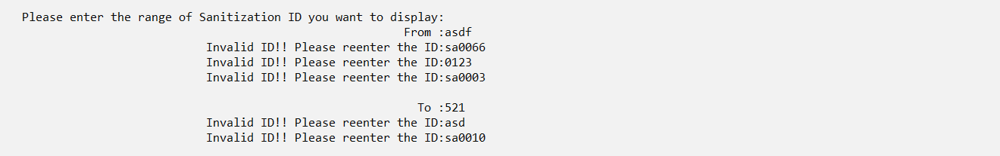 Please enter the range of Sanitization ID you want to display:
From :asdf
Invalid ID!! Please reenter the ID:sa0066
Invalid ID!! Please reenter the ID:0123
Invalid ID!! Please reenter the ID:sa0003
To :521
Invalid ID!! Please reenter the ID:asd
Invalid ID!! Please reenter the ID:sa0010